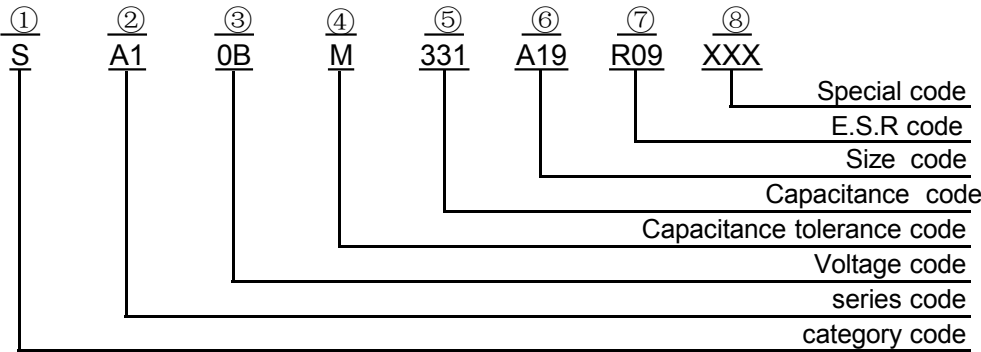 ① ② ③ ④ ⑤ ⑥ ⑦ ⑧
S A1 0B M 331 A19 R09 XXX
Special code
E.S.R code
Size code
Capacitance code
Capacitance tolerance code
Voltage code
series code
category code